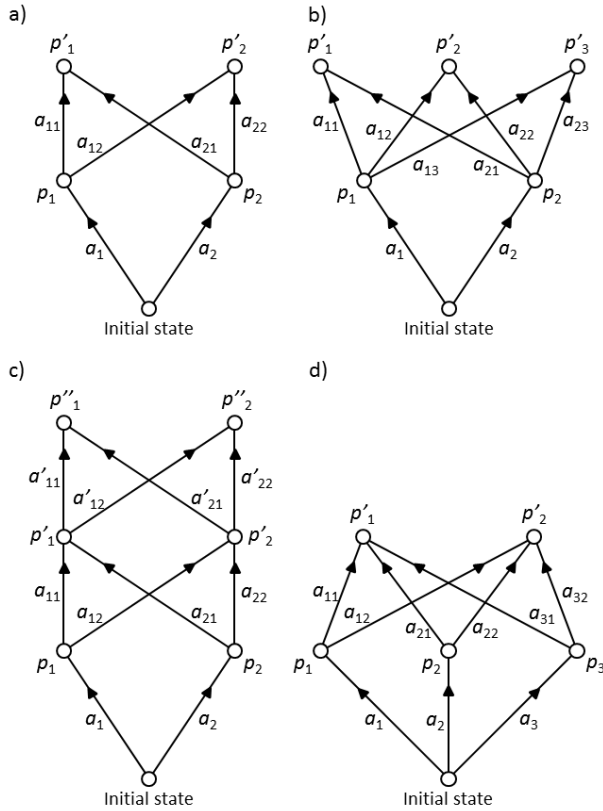 a)
p'₁ p'₂
a₁₁ a₁₂ a₂₁ a₂₂
p₁ p₂
a₁ a₂
Initial state
b)
p'₁ p'₂ p'₃
a₁₁ a₁₂ a₁₃ a₂₁ a₂₂ a₂₃
p₁ p₂
a₁ a₂
Initial state
c)
p''₁ p''₂
a'₁₁ a'₁₂ a'₂₁ a'₂₂
p'₁ p'₂
a₁₁ a₁₂ a₂₁ a₂₂
p₁ p₂
a₁ a₂
Initial state
d)
p'₁ p'₂
a₁₁ a₁₂ a₂₁ a₂₂ a₃₁ a₃₂
p₁ p₂ p₃
a₁ a₂ a₃
Initial state